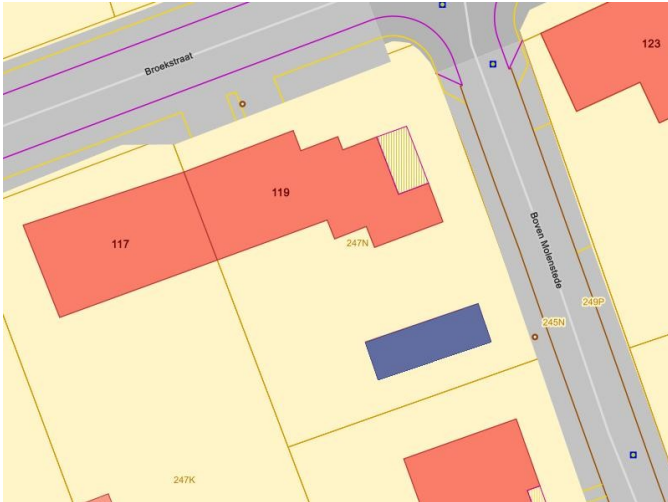 123
Broekstraat
119
117
247N
Boven Molenstede
249P
245N
247K